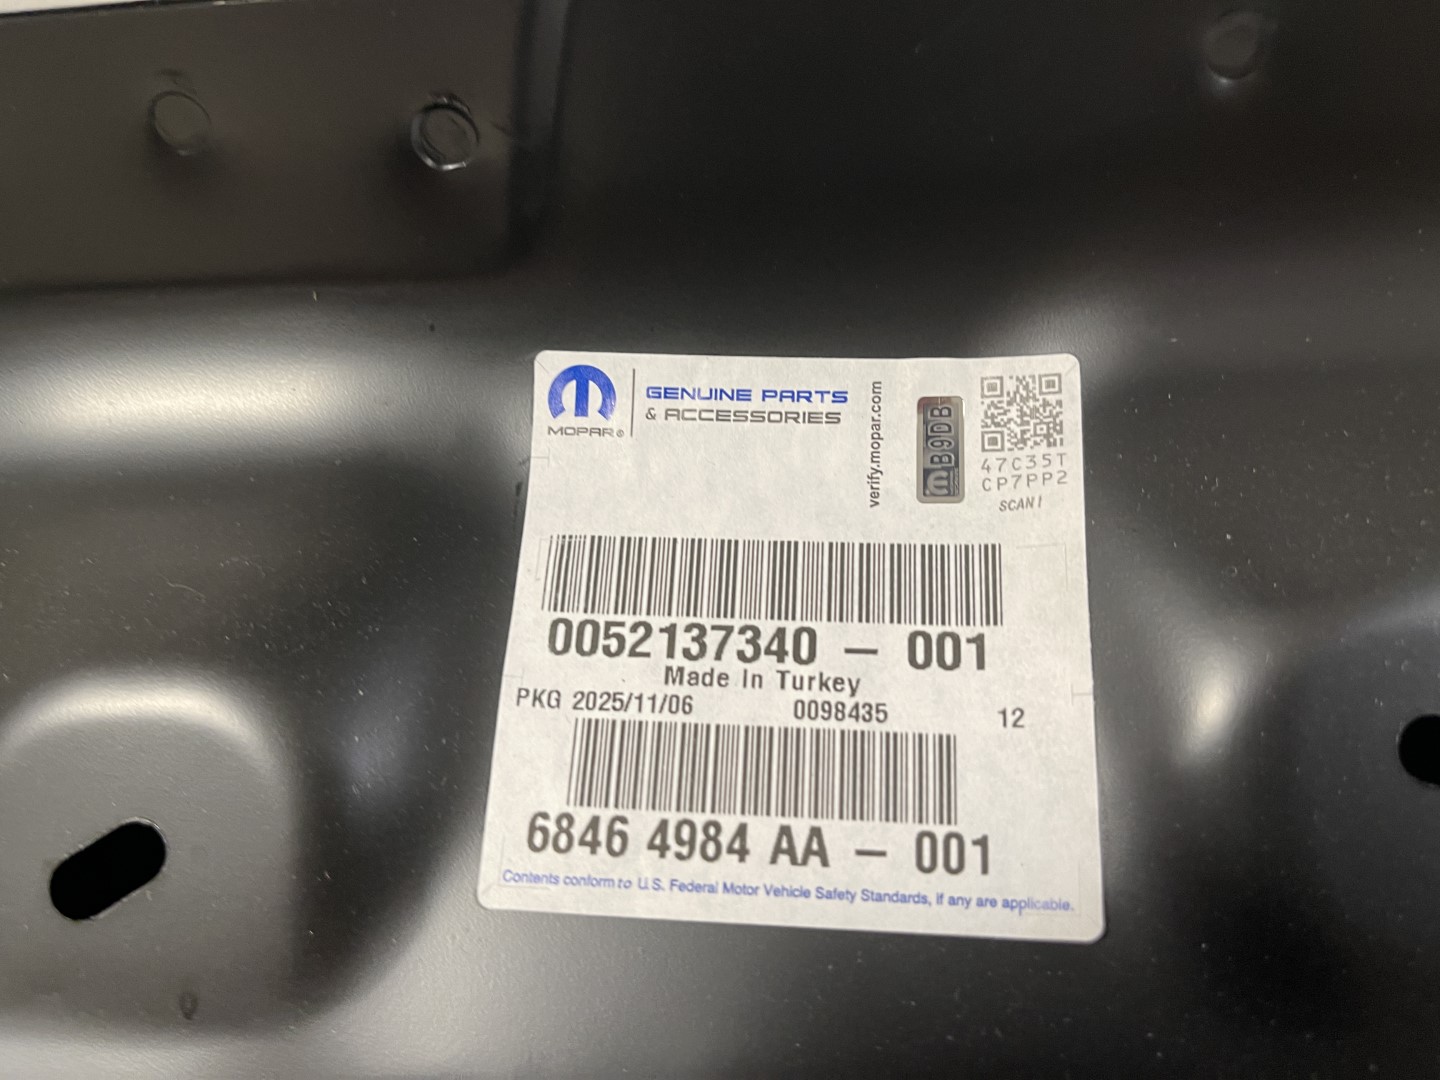 MOPAR®
GENUINE PARTS
& ACCESSORIES
verify.mopar.com
B9DB
47C35T
CP7PP2
SCAN!
0052137340 – 001
Made In Turkey
PKG 2025/11/06 0098435 12
6846 4984 AA – 001
Contents conform to U.S. Federal Motor Vehicle Safety Standards, if any are applicable.